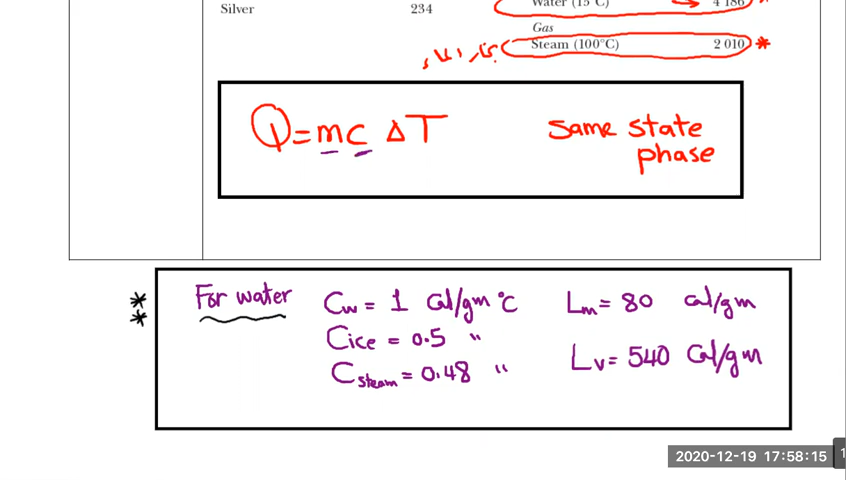 Silver 234
Water (15°C) 4 186 *
Gas
Steam (100°C) 2 010 *
Q = mc ΔT same state
phase
** For water Cw = 1 Cal/gm°C Lm = 80 cal/gm
Cice = 0.5 "
Csteam = 0.48 " Lv = 540 Cal/gm
2020-12-19 17:58:15